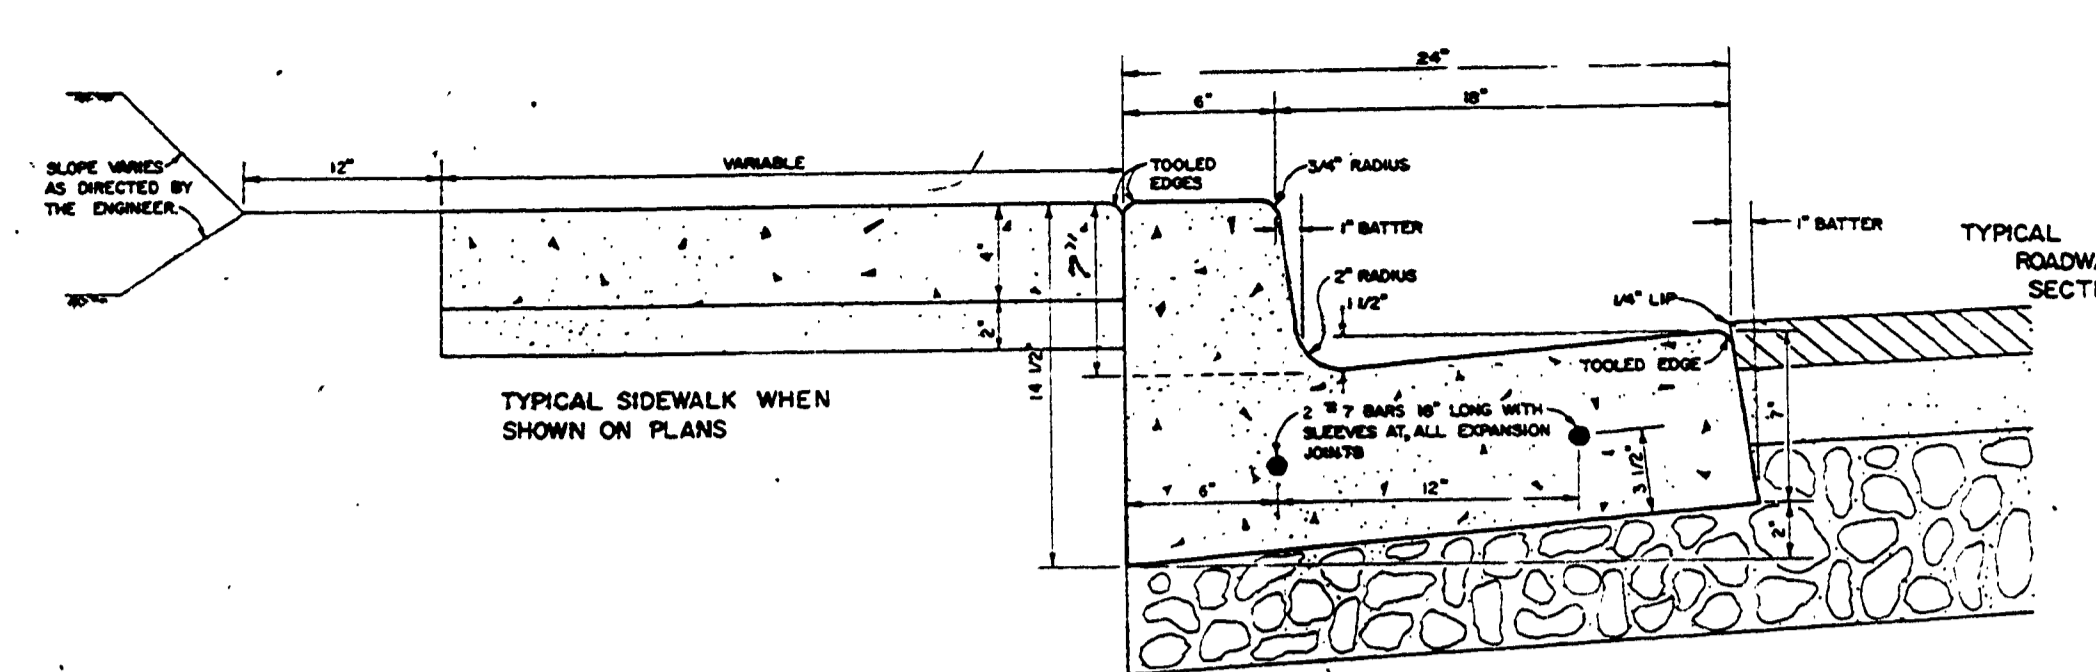 24"
6"
18"
SLOPE VARIES
AS DIRECTED BY
THE ENGINEER.
12"
VARIABLE
TOOLED
EDGES
3/4" RADIUS
1" BATTER
1" BATTER
TYPICAL
ROADWA
SECTI
4"
7"
2" RADIUS
1 1/2"
1/4" LIP
2"
14 1/2"
TOOLED EDGE
TYPICAL SIDEWALK WHEN
SHOWN ON PLANS
2 #7 BARS 18" LONG WITH
SLEEVES AT ALL EXPANSION
JOINTS
7"
3 1/2"
6"
12"
2"